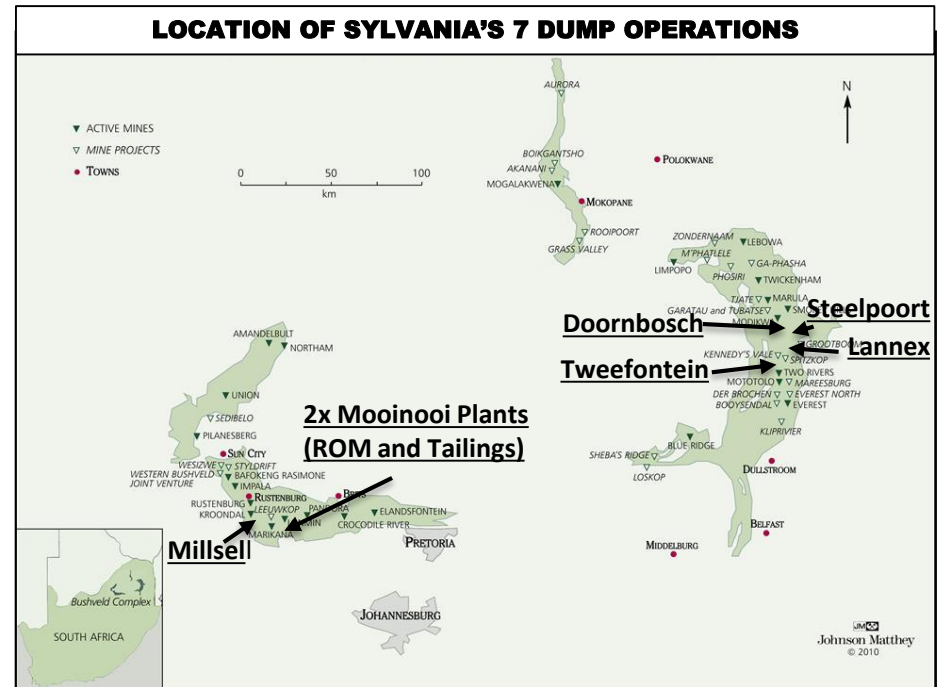 LOCATION OF SYLVANIA'S 7 DUMP OPERATIONS
ACTIVE MINES
MINE PROJECTS
TOWNS
0 50 100
km
N
AURORA
BOIKGANTSHO
AKANANI
MOGALAKWENA
POLOKWANE
MOKOPANE
ROOIPOORT
GRASS VALLEY
ZONDERNAAM
LEBOWA
M'PHATLELE
LIMPOPO
PHOSIRI
GA-PHASHA
TWICKENHAM
TJATE
MARULA
GARATAU and TUBATSE
Steelpoort
Doornbosch
Lannex
KENNEDY'S VALE
SPITZKOP
Tweefontein
TWO RIVERS
MOTOTOLO
MAREESBURG
DER BROCHEN
EVEREST NORTH
BOOYSENDAL
EVEREST
KLIPRIVIER
BLUE RIDGE
SHEBA'S RIDGE
LOSKOP
DULLSTROOM
BELFAST
MIDDELBURG
AMANDELBULT
NORTHAM
UNION
SEDIBELO
PILANESBERG
2x Mooinooi Plants
(ROM and Tailings)
SUN CITY
WESIZWE
STYLDRIFT
WESTERN BUSHVELD
JOINT VENTURE
BAFOKENG RASIMONE
IMPALA
RUSTENBURG
RUSTENBURG
LEEUWKOP
KROONDAL
PANDORA
ELANDSFONTEIN
CROCODILE RIVER
MARIKANA
Millsell
PRETORIA
JOHANNESBURG
Bushveld Complex
SOUTH AFRICA
JM
Johnson Matthey
© 2010